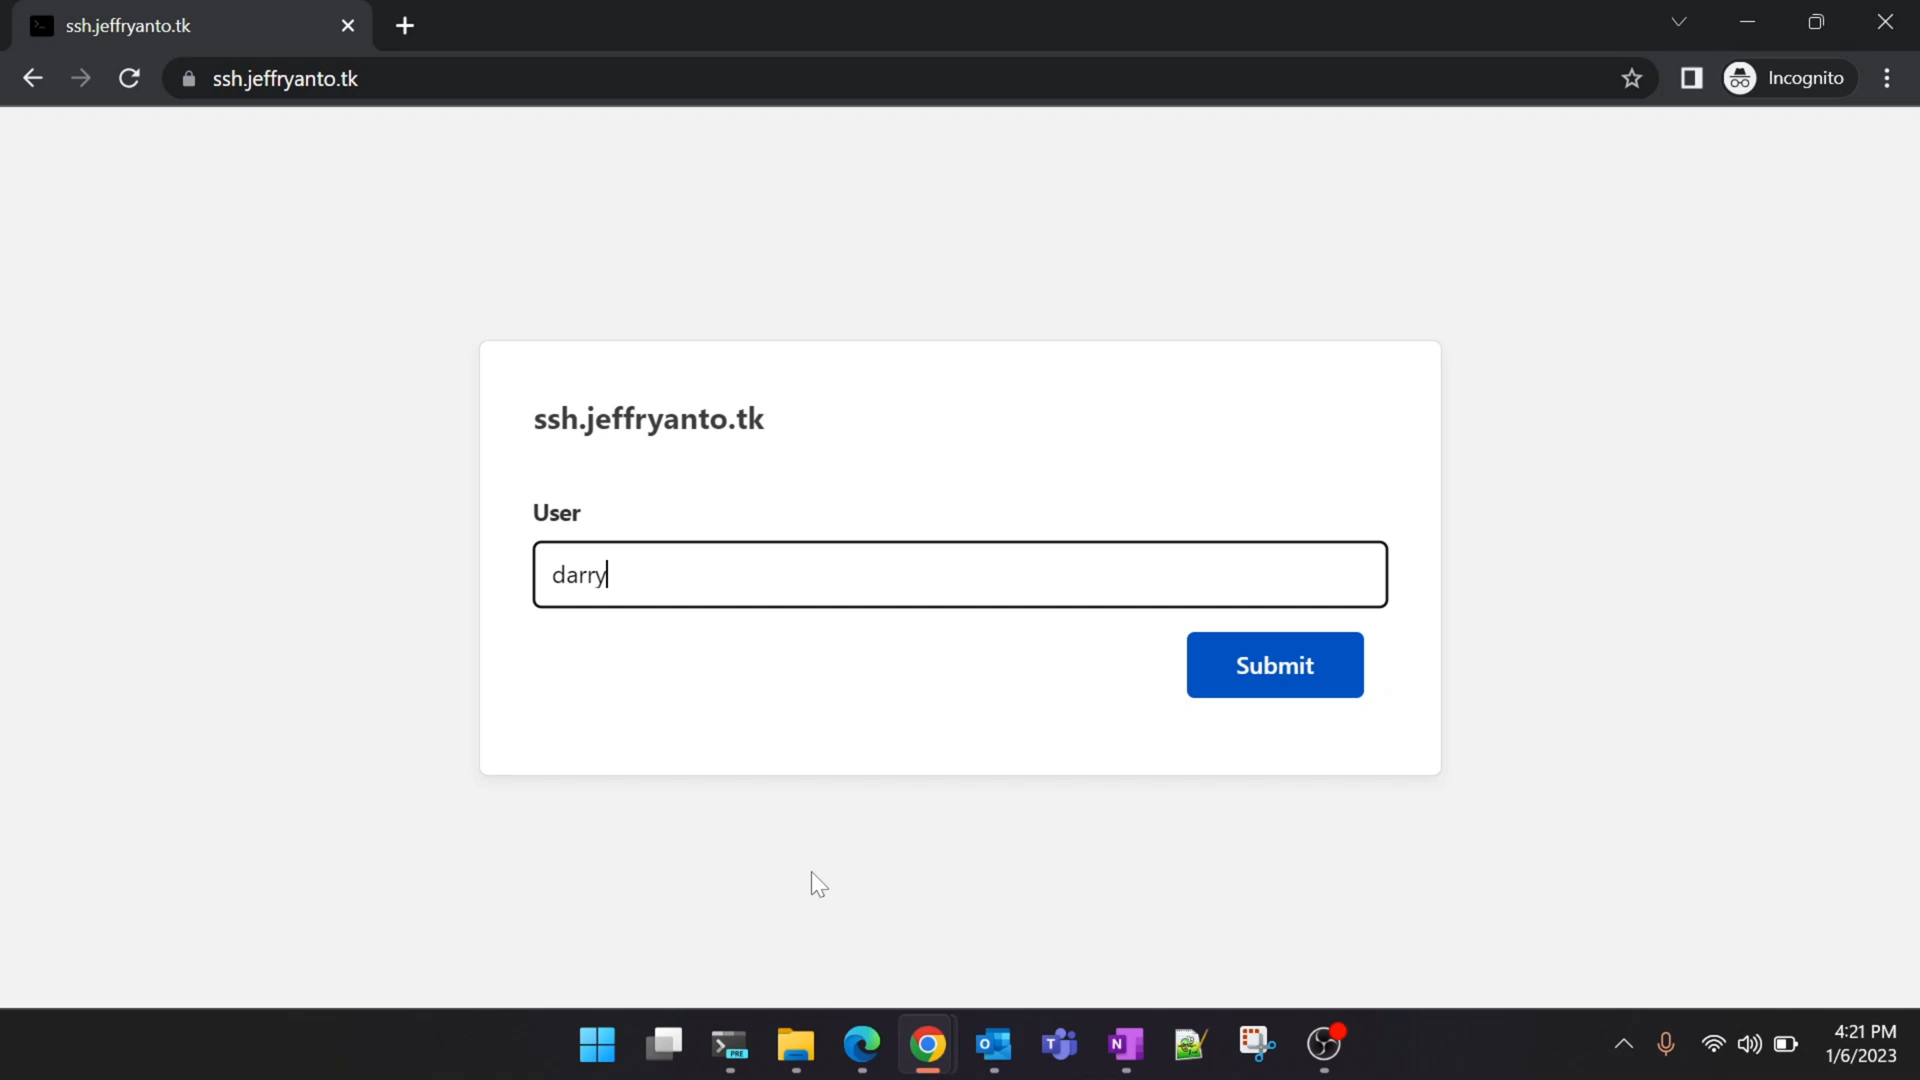 ssh.jeffryanto.tk
ssh.jeffryanto.tk
Incognito
ssh.jeffryanto.tk
User
darry
Submit
PRE
4:21 PM
1/6/2023